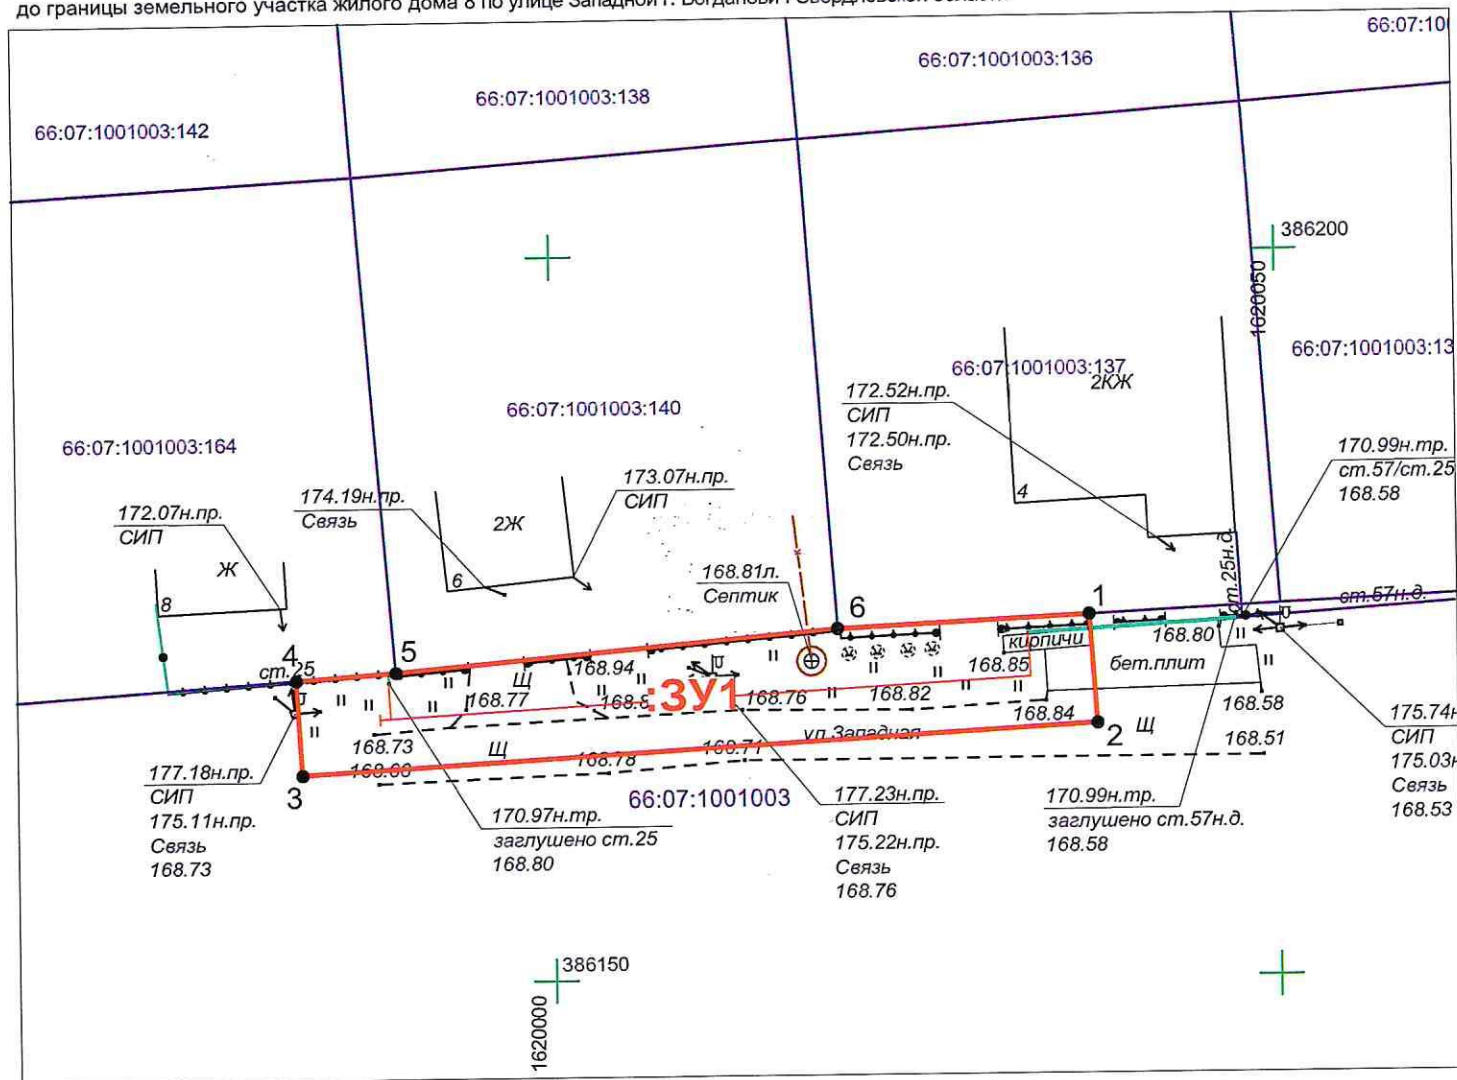 до границы земельного участка жилого дома 8 по улице Западной г. Богданович Свердловской области
66:07:1001003:136
66:07:1001003:138
66:07:1001003:142
386200
1620050
66:07:1001003:137
2КЖ
66:07:1001003:140
66:07:1001003:164
172.52н.пр.
СИП
172.50н.пр.
Связь
170.99н.тр.
ст.57/ст.25
168.58
173.07н.пр.
СИП
174.19н.пр.
Связь
172.07н.пр.
СИП
2Ж
Ж
4
6
8
168.81л.
Септик
ст.25н.д.
ст.57н.д.
1
6
5
4
ст.25
кирпичи
168.80
бет.плит
168.94
168.85
Щ
168.77
:ЗУ1
168.76
168.82
168.84
168.58
2
Щ
168.73
Щ
168.78
168.71
ул.Западная
168.51
3
66:07:1001003
177.18н.пр.
СИП
175.11н.пр.
Связь
168.73
170.97н.тр.
заглушено ст.25
168.80
177.23н.пр.
СИП
175.22н.пр.
Связь
168.76
170.99н.тр.
заглушено ст.57н.д.
168.58
СИП
Связь
168.53
386150
1620000